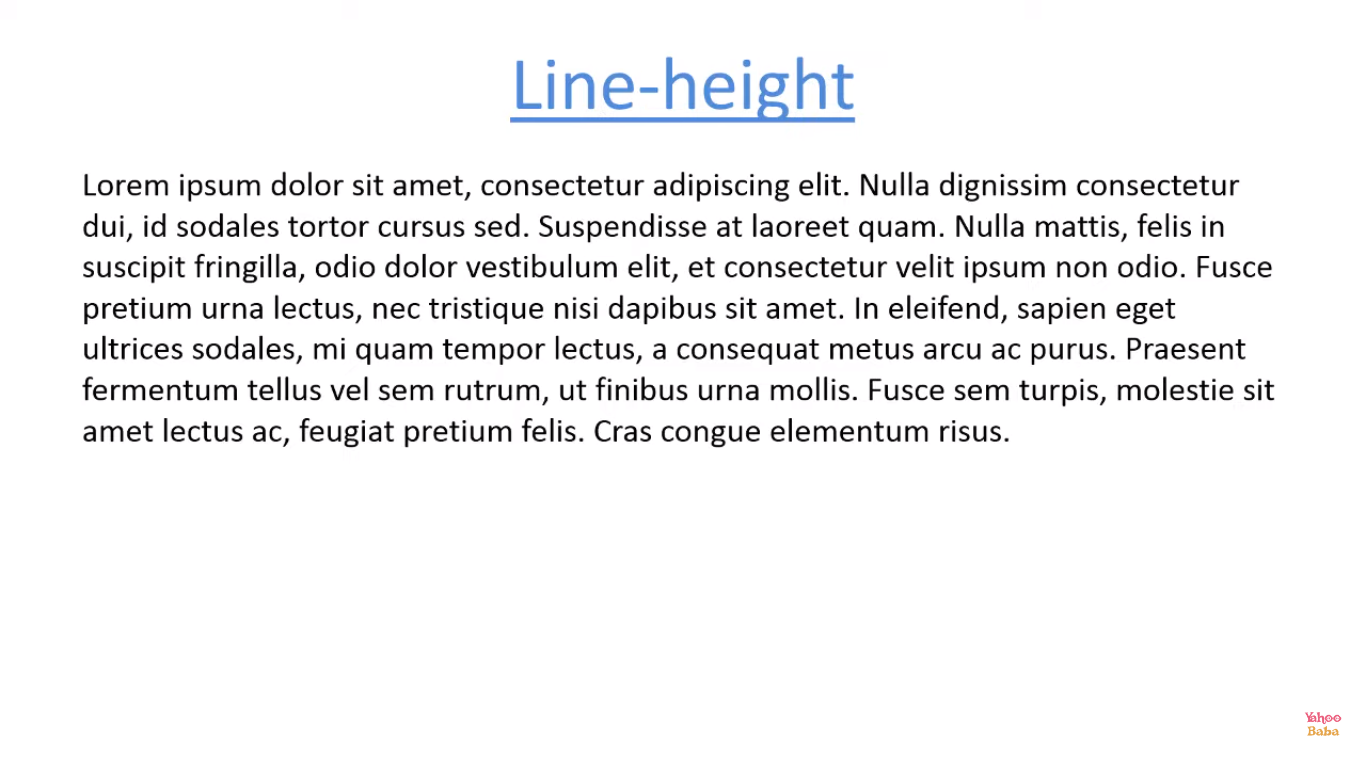 Line-height
Lorem ipsum dolor sit amet, consectetur adipiscing elit. Nulla dignissim consectetur
dui, id sodales tortor cursus sed. Suspendisse at laoreet quam. Nulla mattis, felis in
suscipit fringilla, odio dolor vestibulum elit, et consectetur velit ipsum non odio. Fusce
pretium urna lectus, nec tristique nisi dapibus sit amet. In eleifend, sapien eget
ultrices sodales, mi quam tempor lectus, a consequat metus arcu ac purus. Praesent
fermentum tellus vel sem rutrum, ut finibus urna mollis. Fusce sem turpis, molestie sit
amet lectus ac, feugiat pretium felis. Cras congue elementum risus.
Yahoo
Baba